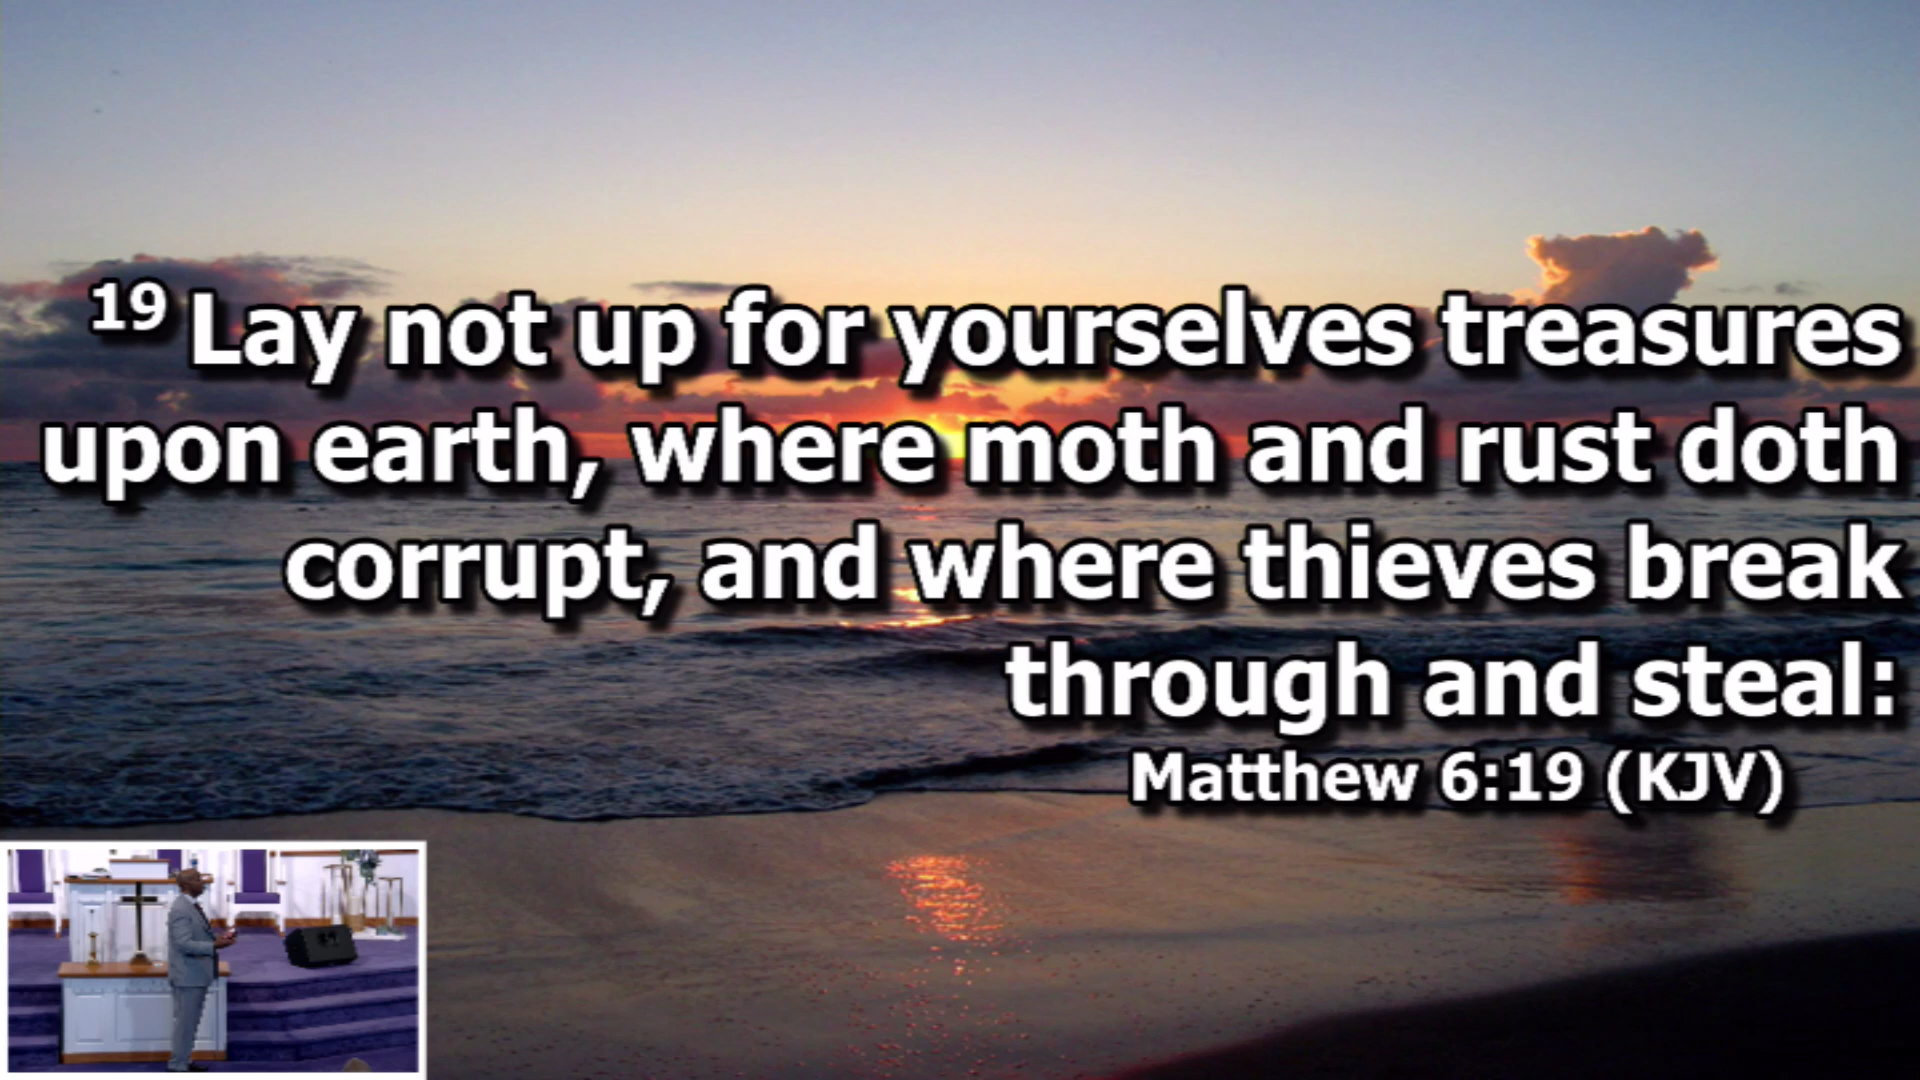 19 Lay not up for yourselves treasures
upon earth, where moth and rust doth
corrupt, and where thieves break
through and steal:
Matthew 6:19 (KJV)